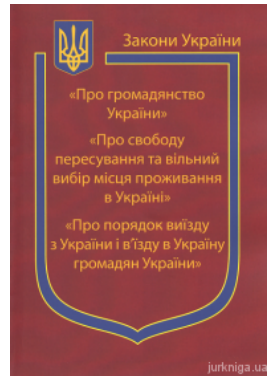 Закони України
«Про громадянство
України»
«Про свободу
пересування та вільний
вибір місця проживання
в Україні»
«Про порядок виїзду
з України і в'їзду в Україну
громадян України»
jurkniga.ua